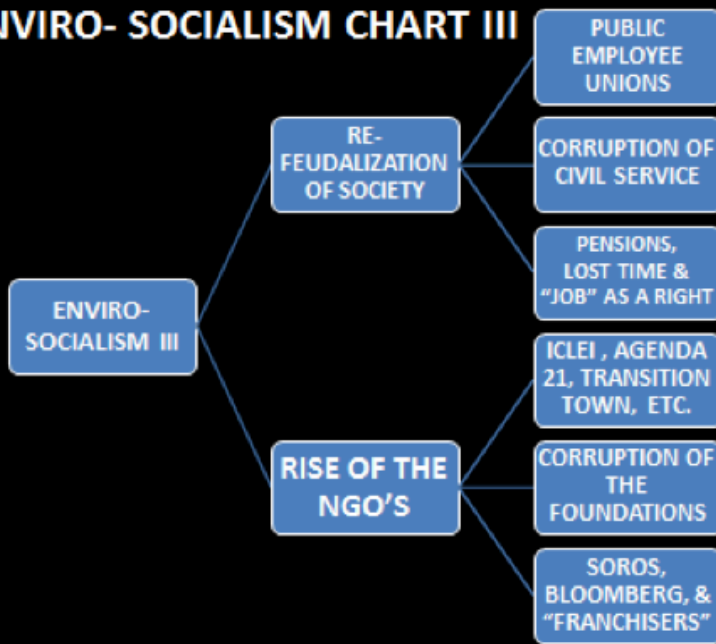 NVIRO- SOCIALISM CHART III
PUBLIC
EMPLOYEE
UNIONS
RE-
FEUDALIZATION
OF SOCIETY
CORRUPTION OF
CIVIL SERVICE
PENSIONS,
LOST TIME &
“JOB” AS A RIGHT
ENVIRO-
SOCIALISM III
ICLEI , AGENDA
21, TRANSITION
TOWN, ETC.
RISE OF THE
NGO’S
CORRUPTION OF
THE
FOUNDATIONS
SOROS,
BLOOMBERG, &
“FRANCHISERS”